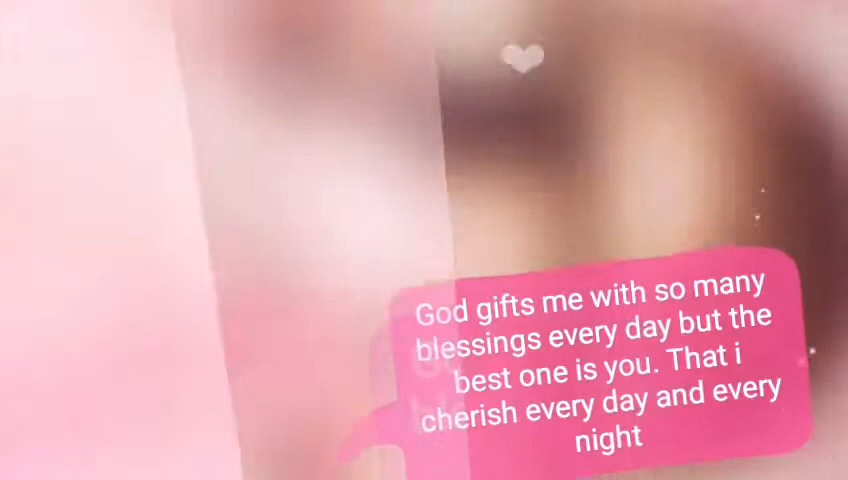 God gifts me with so many
blessings every day but the
best one is you. That i
cherish every day and every
night